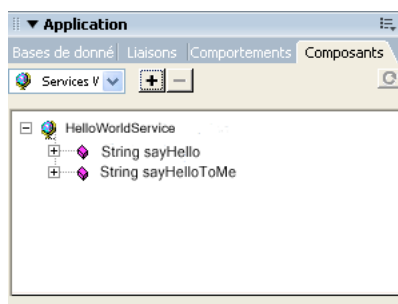 Application
Bases de donné Liaisons Comportements Composants
Services V
HelloWorldService
String sayHello
String sayHelloToMe